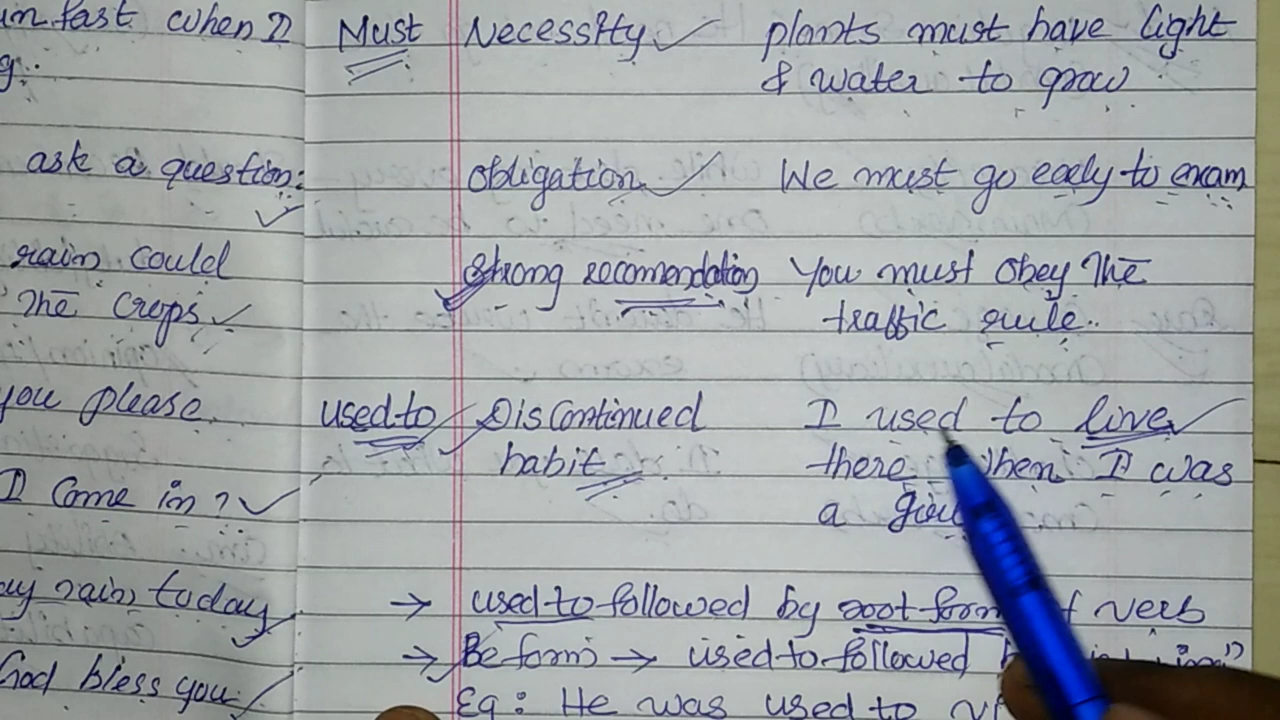 in fast when I
g..
ask a question:
rain could
The Crops
you please
I Come in?
rain today
God bless you.
Must Necessity plants must have light
& water to grow
obligation We must go early to exam
Strong recomendation You must obey The
traffic rule..
used to Discontinued I used to live
habit there when I was
a
→ used to followed by root form of verb
→ Be form → used to followed
Eg: He was used to